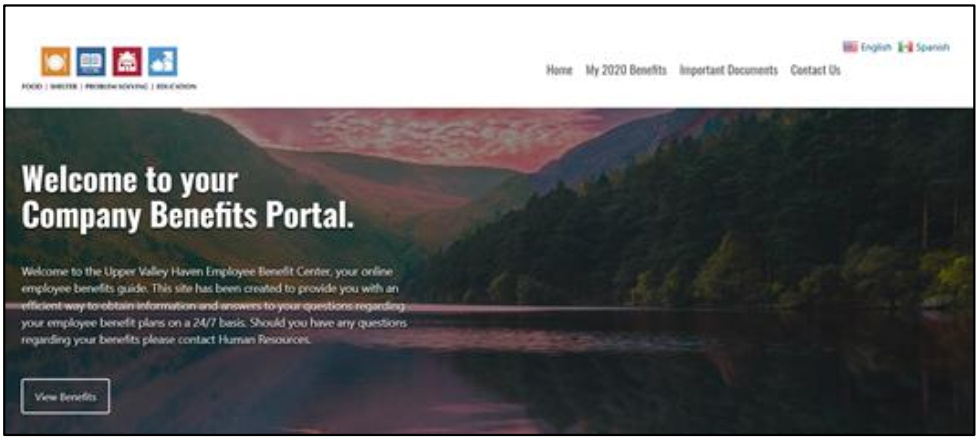 English Spanish
Home My 2020 Benefits Important Documents Contact Us
FOOD | SHELTER | PROBLEM SOLVING | EDUCATION
Welcome to your
Company Benefits Portal.
Welcome to the Upper Valley Haven Employee Benefit Center, your online
employee benefits guide. This site has been created to provide you with an
efficient way to obtain information and answers to your questions regarding
your employee benefit plans on a 24/7 basis. Should you have any questions
regarding your benefits please contact Human Resources.
View Benefits